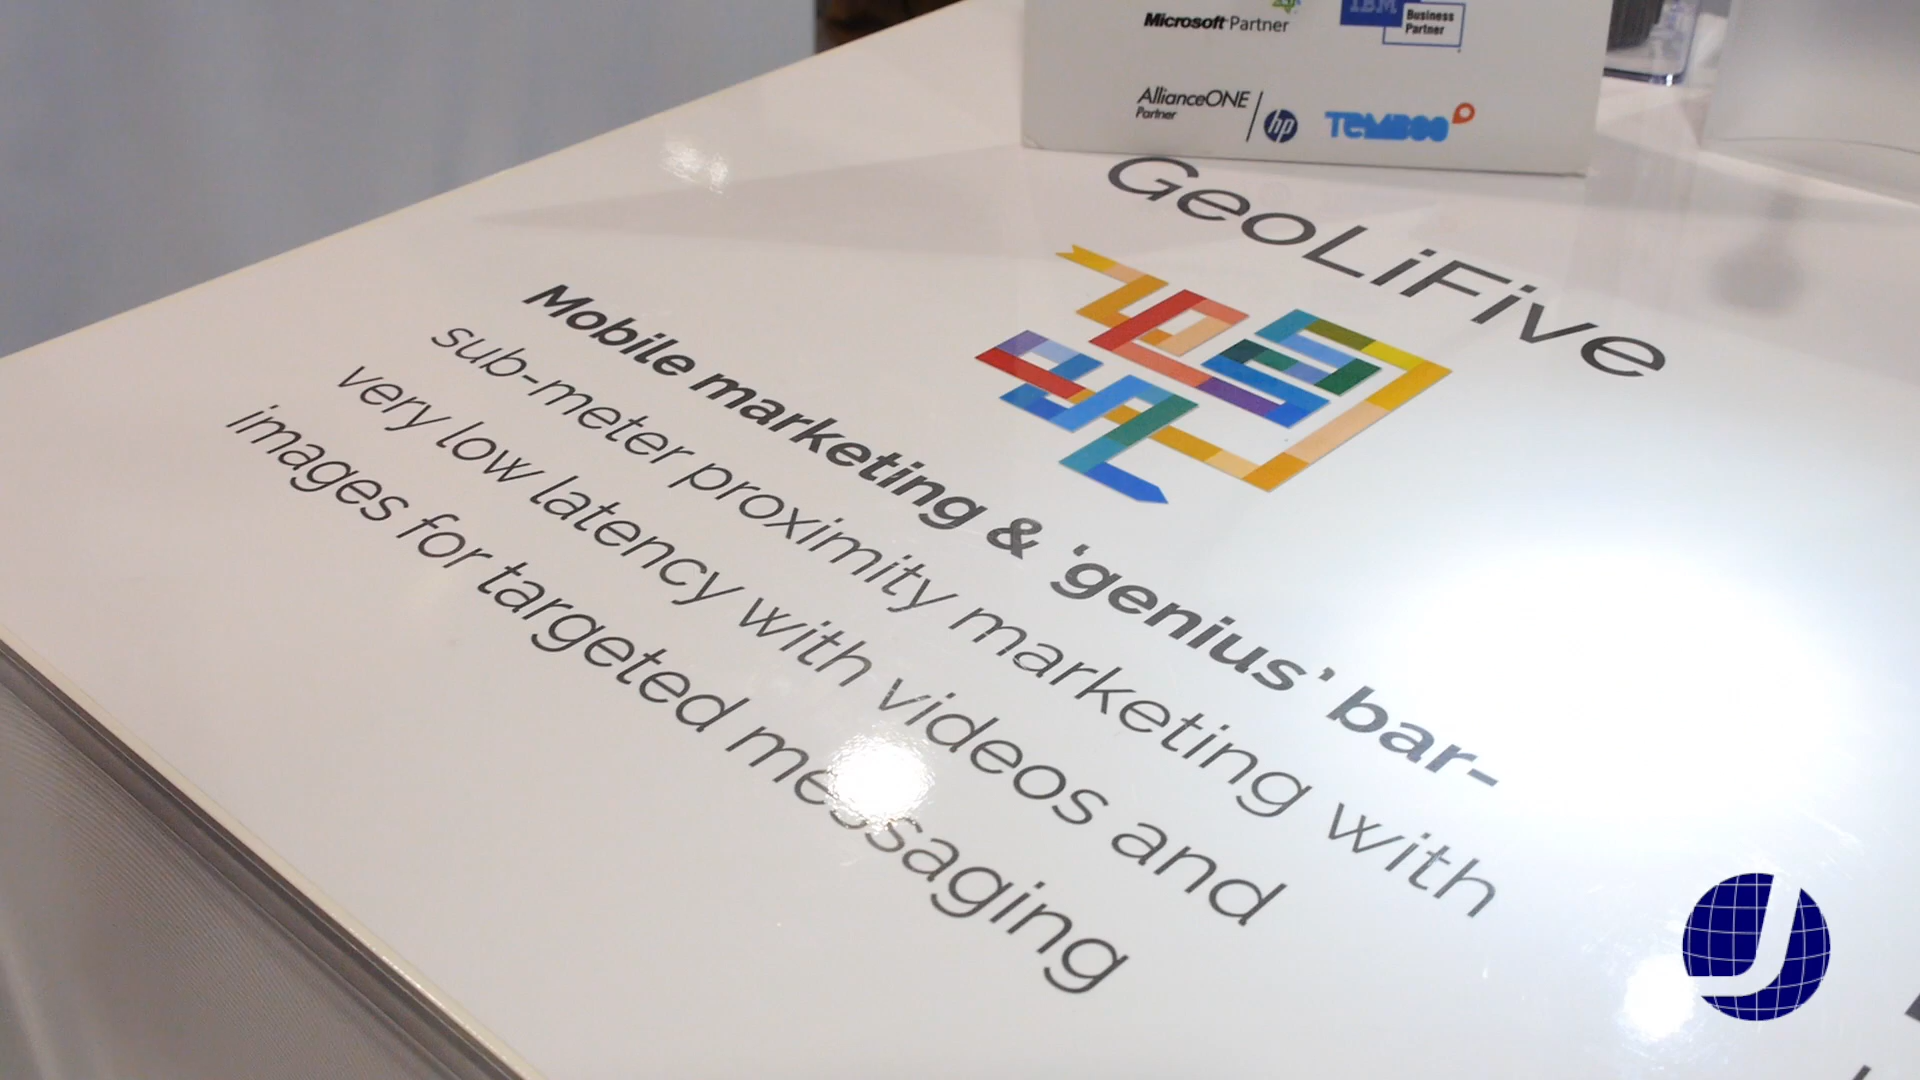 Microsoft Partner
IBM
Business
Partner
AllianceONE
Partner
hp
TEMBOO
GeoLiFive
Mobile marketing & 'genius' bar-
sub-meter proximity marketing with
very low latency with videos and
images for targeted messaging
J